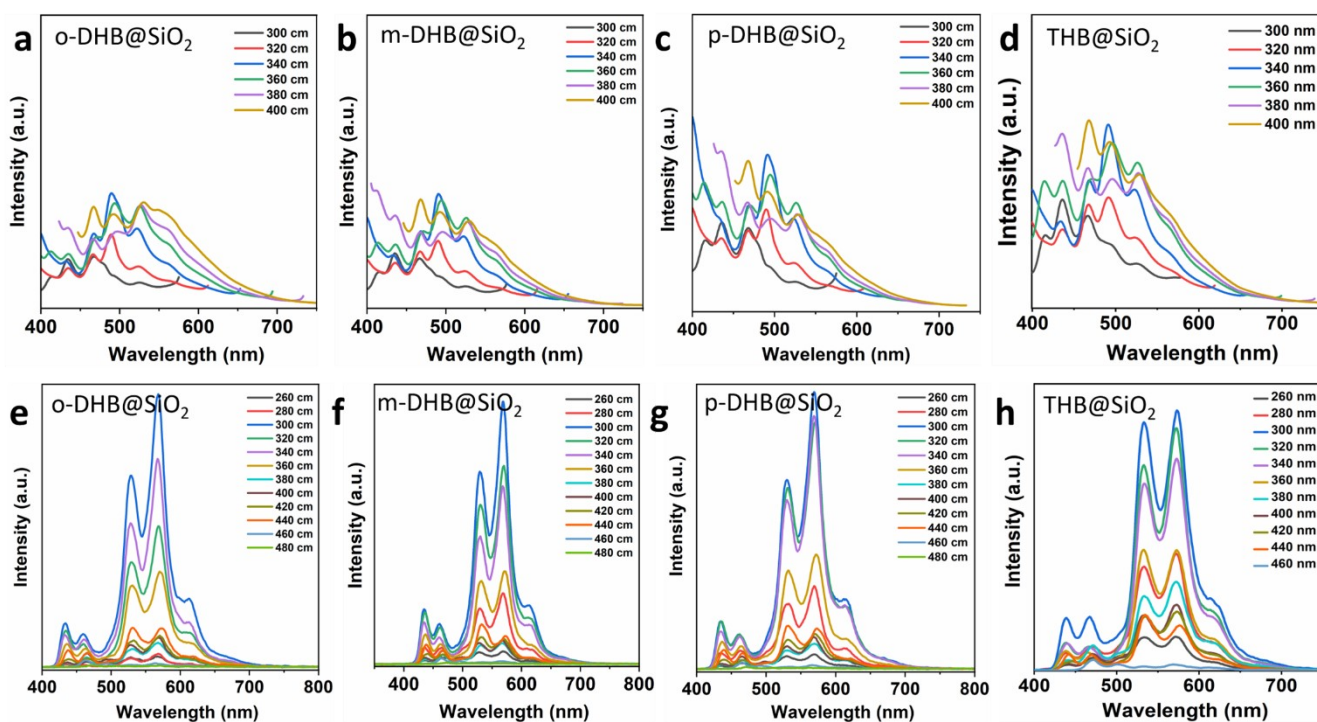 a
o-DHB@SiO₂
300 cm
320 cm
340 cm
360 cm
380 cm
400 cm
Intensity (a.u.)
400 500 600 700
Wavelength (nm)
b
m-DHB@SiO₂
300 cm
320 cm
340 cm
360 cm
380 cm
400 cm
Intensity (a.u.)
400 500 600 700
Wavelength (nm)
c
p-DHB@SiO₂
300 cm
320 cm
340 cm
360 cm
380 cm
400 cm
Intensity (a.u.)
400 500 600 700
Wavelength (nm)
d
THB@SiO₂
300 nm
320 nm
340 nm
360 nm
380 nm
400 nm
Intensity (a.u.)
400 500 600 700
Wavelength (nm)
e
o-DHB@SiO₂
260 cm
280 cm
300 cm
320 cm
340 cm
360 cm
380 cm
400 cm
420 cm
440 cm
460 cm
480 cm
Intensity (a.u.)
400 500 600 700 800
nm
f
m-DHB@SiO₂
260 cm
280 cm
300 cm
320 cm
340 cm
360 cm
380 cm
400 cm
420 cm
440 cm
460 cm
480 cm
Intensity (a.u.)
300 400 500 600 700 800
nm
g
p-DHB@SiO₂
260 cm
280 cm
300 cm
320 cm
340 cm
360 cm
380 cm
400 cm
420 cm
440 cm
460 cm
480 cm
Intensity (a.u.)
400 500 600 700 800
nm
h
THB@SiO₂
260 nm
280 nm
300 nm
320 nm
340 nm
360 nm
380 nm
400 nm
420 nm
440 nm
460 nm
Intensity (a.u.)
400 500 600 700
nm